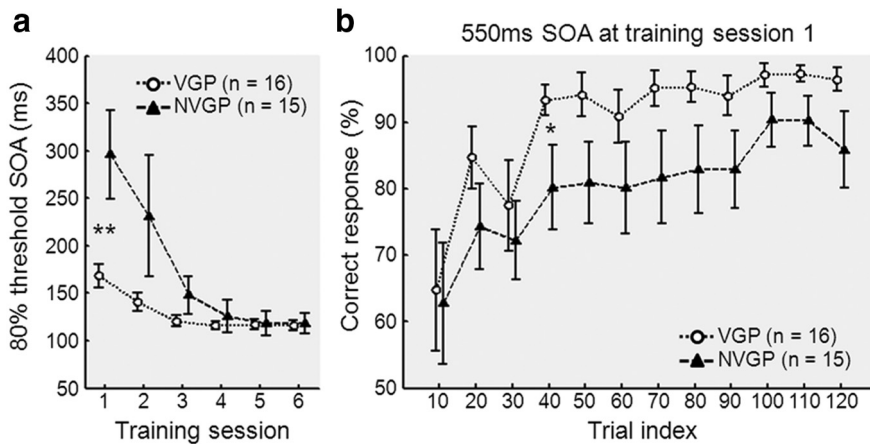 a
400
350
300
250
200
150
100
50
80% threshold SOA (ms)
VGP (n = 16)
NVGP (n = 15)
**
1 2 3 4 5 6
Training session
b
550ms SOA at training session 1
100
90
80
70
60
50
Correct response (%)
*
VGP (n = 16)
NVGP (n = 15)
10 20 30 40 50 60 70 80 90 100 110 120
Trial index